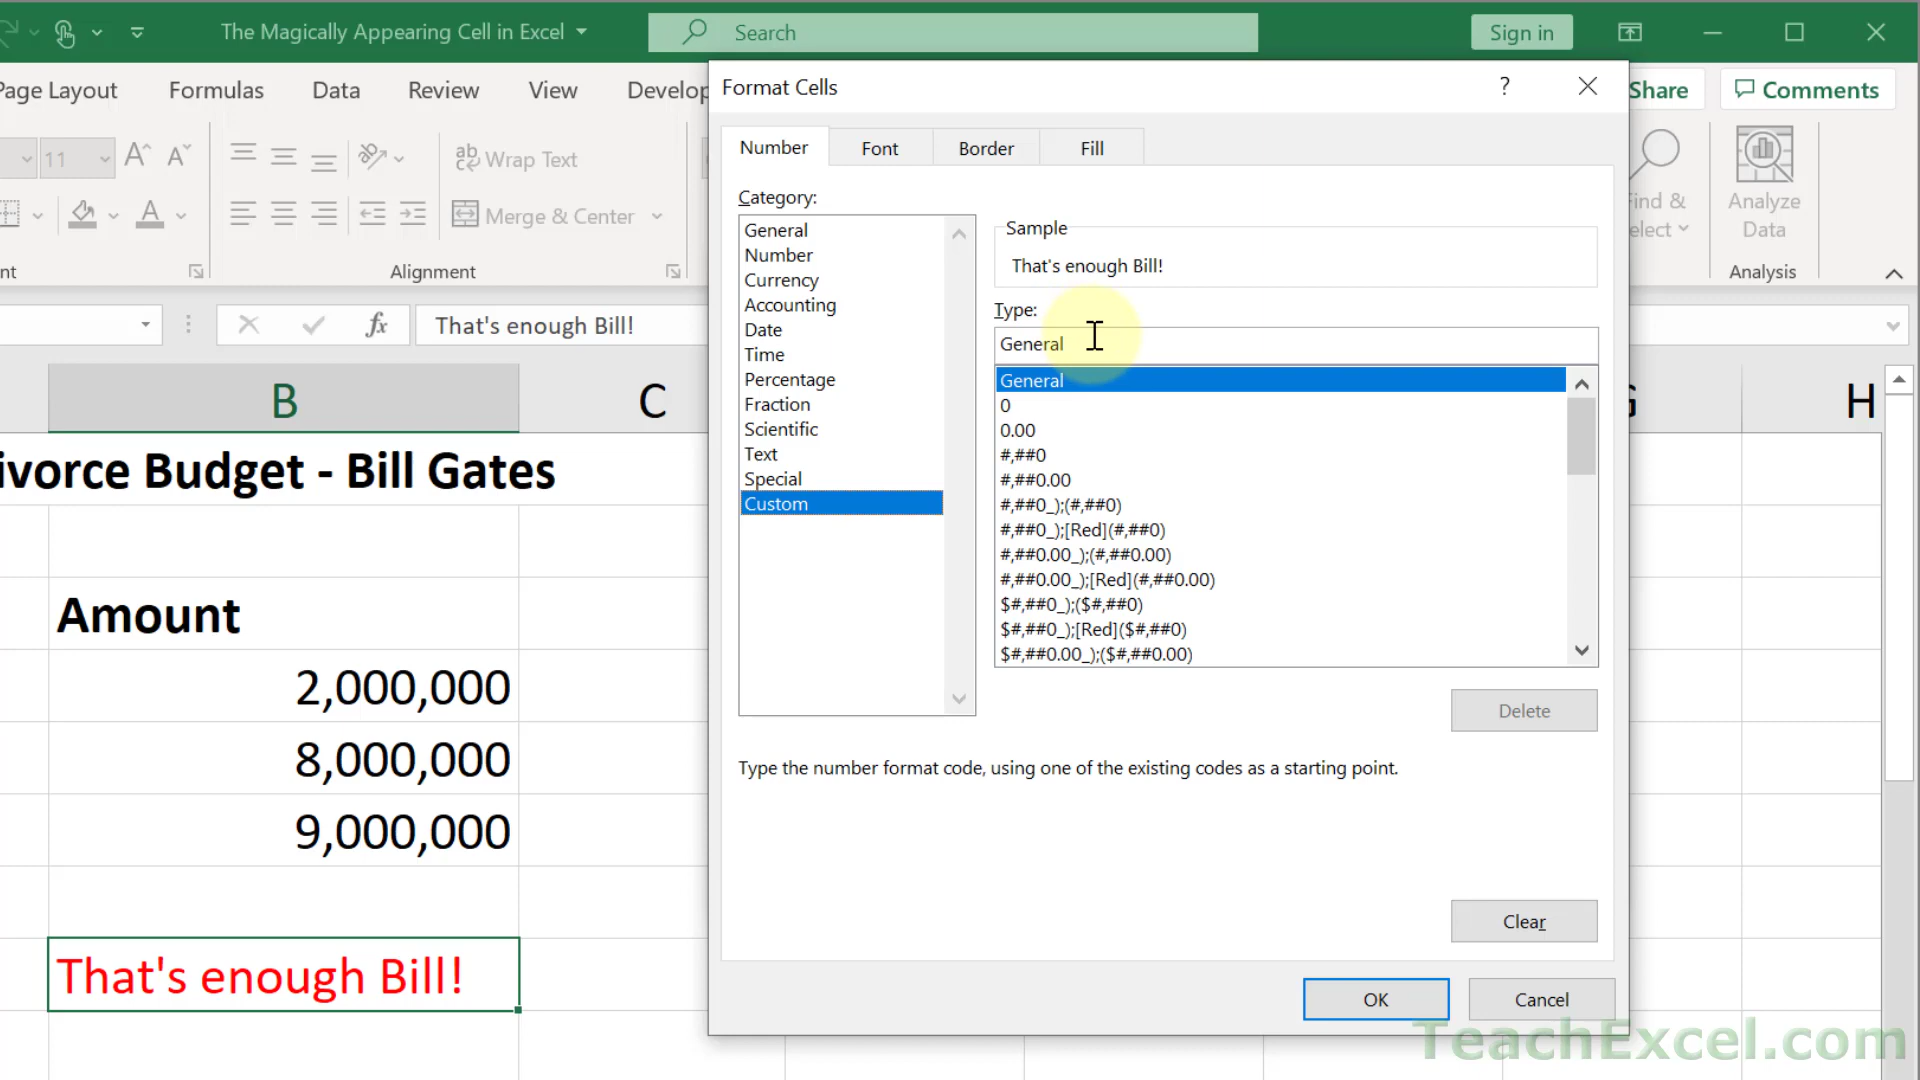 The Magically Appearing Cell in Excel
Search
Sign in
Page Layout
Formulas
Data
Review
View
Develop
Share
Comments
11
Wrap Text
Merge & Center
nt
Alignment
Find &
elect
Analyze
Data
Analysis
fx
That's enough Bill!
B
C
G
H
ivorce Budget - Bill Gates
Amount
2,000,000
8,000,000
9,000,000
That's enough Bill!
Format Cells
?
Number
Font
Border
Fill
Category:
General
Number
Currency
Accounting
Date
Time
Percentage
Fraction
Scientific
Text
Special
Custom
Sample
That's enough Bill!
Type:
General
General
0
0.00
#,##0
#,##0.00
#,##0_);(#,##0)
#,##0_);[Red](#,##0)
#,##0.00_);(#,##0.00)
#,##0.00_);[Red](#,##0.00)
$#,##0_);($#,##0)
$#,##0_);[Red]($#,##0)
$#,##0.00_);($#,##0.00)
Delete
Type the number format code, using one of the existing codes as a starting point.
Clear
OK
Cancel
TeachExcel.com